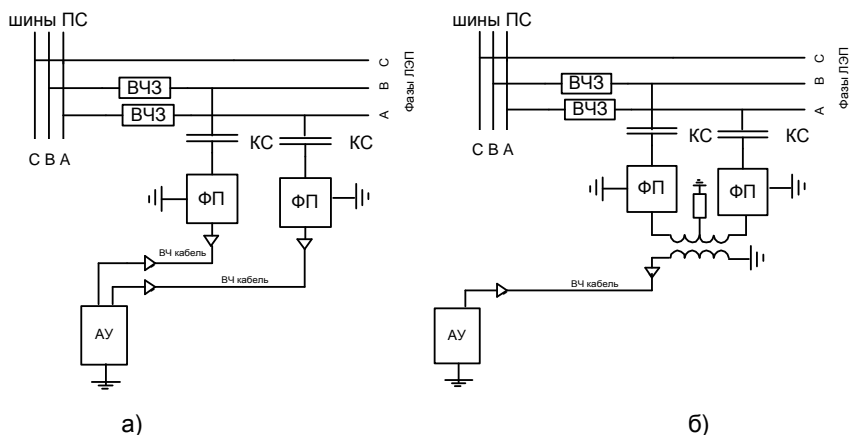 шины ПС
С
В
А
Фазы ЛЭП
ВЧЗ
ВЧЗ
С В А
КС
КС
ФП
ФП
ВЧ кабель
ВЧ кабель
АУ
а)
шины ПС
С
В
А
Фазы ЛЭП
ВЧЗ
ВЧЗ
С В А
КС
КС
ФП
ФП
ВЧ кабель
АУ
б)